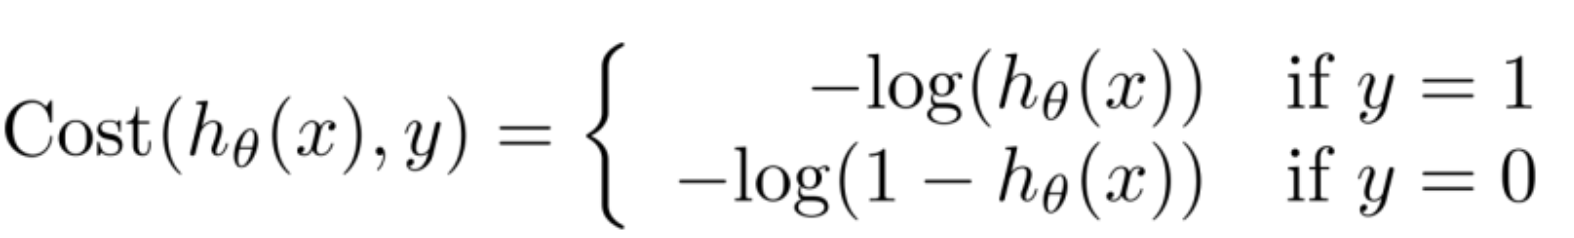 Cost(hθ(x), y) = { −log(hθ(x)) if y = 1
−log(1 − hθ(x)) if y = 0